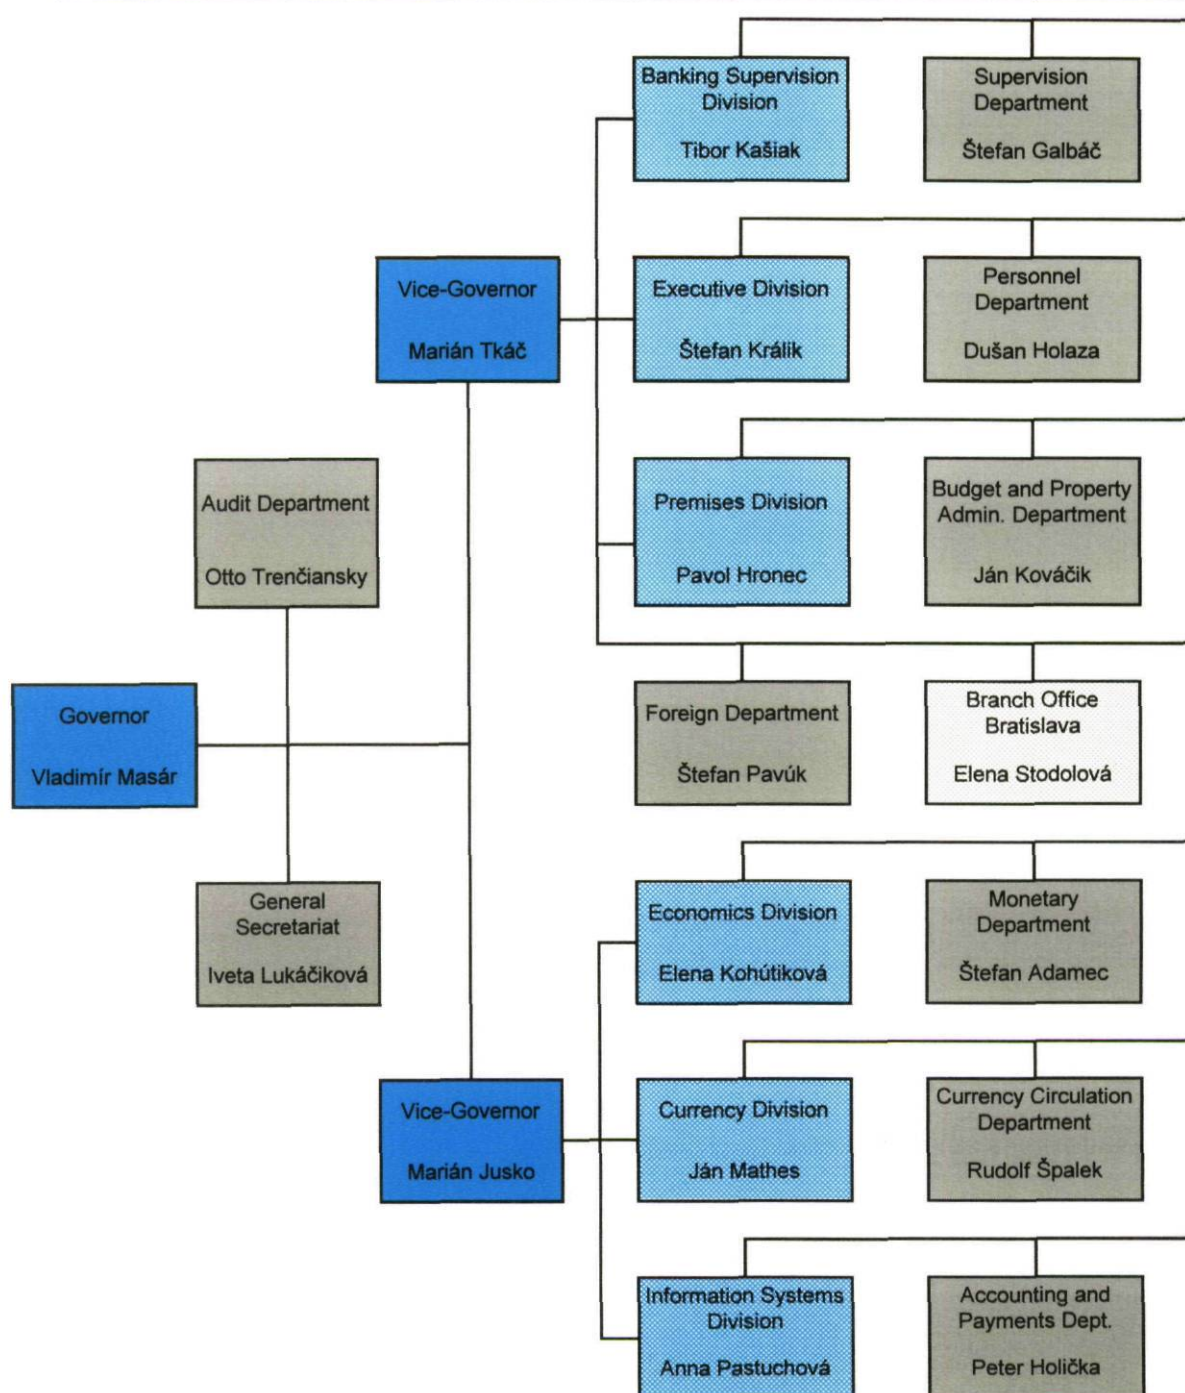 Banking Supervision
Division
Tibor Kašiak
Supervision
Department
Štefan Galbáč
Vice-Governor
Marián Tkáč
Executive Division
Štefan Králik
Personnel
Department
Dušan Holaza
Audit Department
Otto Trenčiansky
Premises Division
Pavol Hronec
Budget and Property
Admin. Department
Ján Kováčik
Governor
Vladimír Masár
Foreign Department
Štefan Pavúk
Branch Office
Bratislava
Elena Stodolová
General
Secretariat
Iveta Lukáčiková
Economics Division
Elena Kohútiková
Monetary
Department
Štefan Adamec
Vice-Governor
Marián Jusko
Currency Division
Ján Mathes
Currency Circulation
Department
Rudolf Špalek
Information Systems
Division
Anna Pastuchová
Accounting and
Payments Dept.
Peter Holička